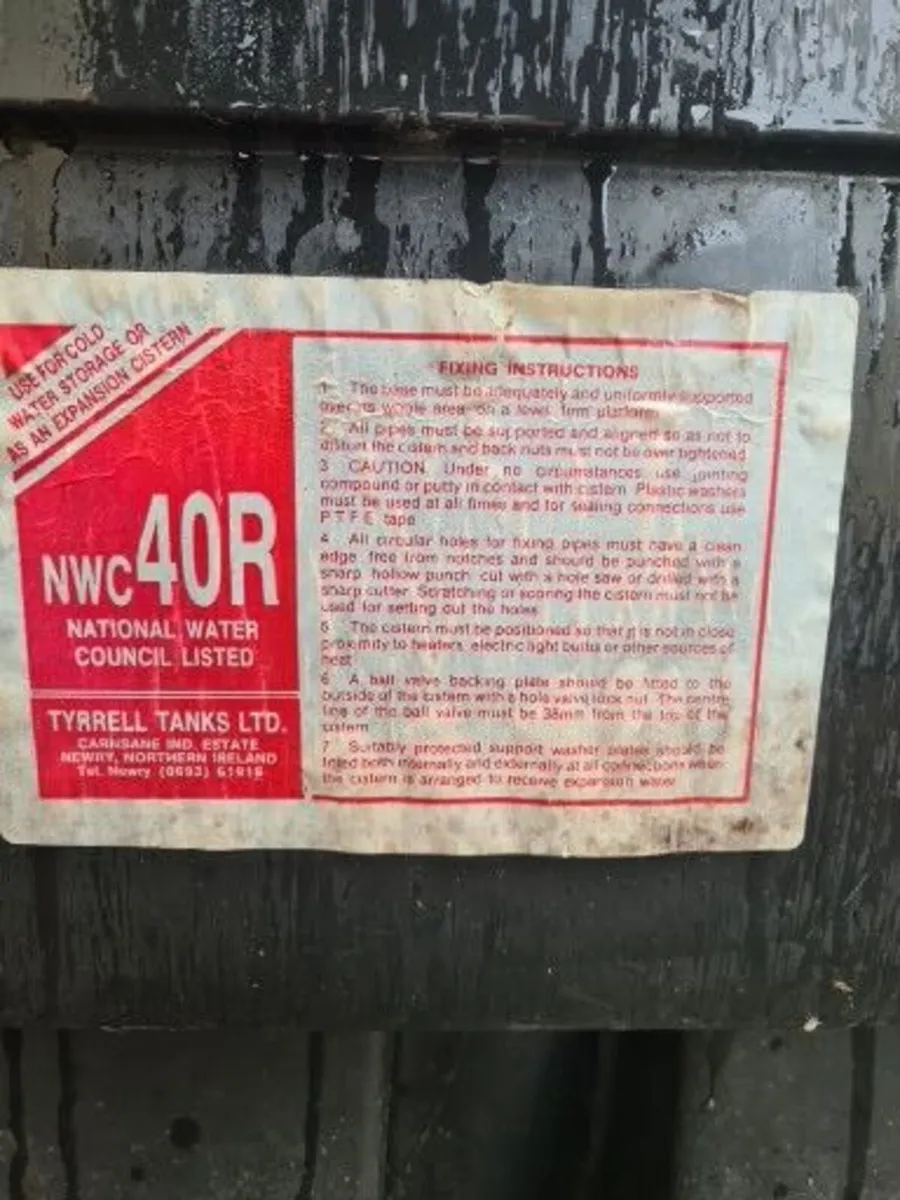 USE FOR COLD
WATER STORAGE OR
AS AN EXPANSION CISTERN
NWC 40R
NATIONAL WATER
COUNCIL LISTED
TYRRELL TANKS LTD.
CARNSANE IND. ESTATE
NEWRY, NORTHERN IRELAND
Tel. Newry (0693) 61918
FIXING INSTRUCTIONS
1 The base must be adequately and uniformly supported
over its whole area on a level firm platform
2 All pipes must be supported and aligned so as not to
distort the cistern and back nuts must not be over tightened
3 CAUTION Under no circumstances use jointing
compound or putty in contact with cistern Plastic washers
must be used at all times and for sealing connections use
P T F E tape
4 All circular holes for fixing pipes must have a clean
edge free from notches and should be punched with a
sharp hollow punch cut with a hole saw or drilled with a
sharp cutter Scratching or scoring the cistern must not be
used for setting out the holes
5 The cistern must be positioned so that it is not in close
proximity to heaters, electric light bulbs or other sources of
heat
6 A ball valve backing plate should be fitted to the
outside of the cistern with a hole valve lock nut The centre
line of the ball valve must be 38mm from the top of the
cistern
7 Suitably protected support washer plates should be
fitted both internally and externally at all connections when
the cistern is arranged to receive expansion water